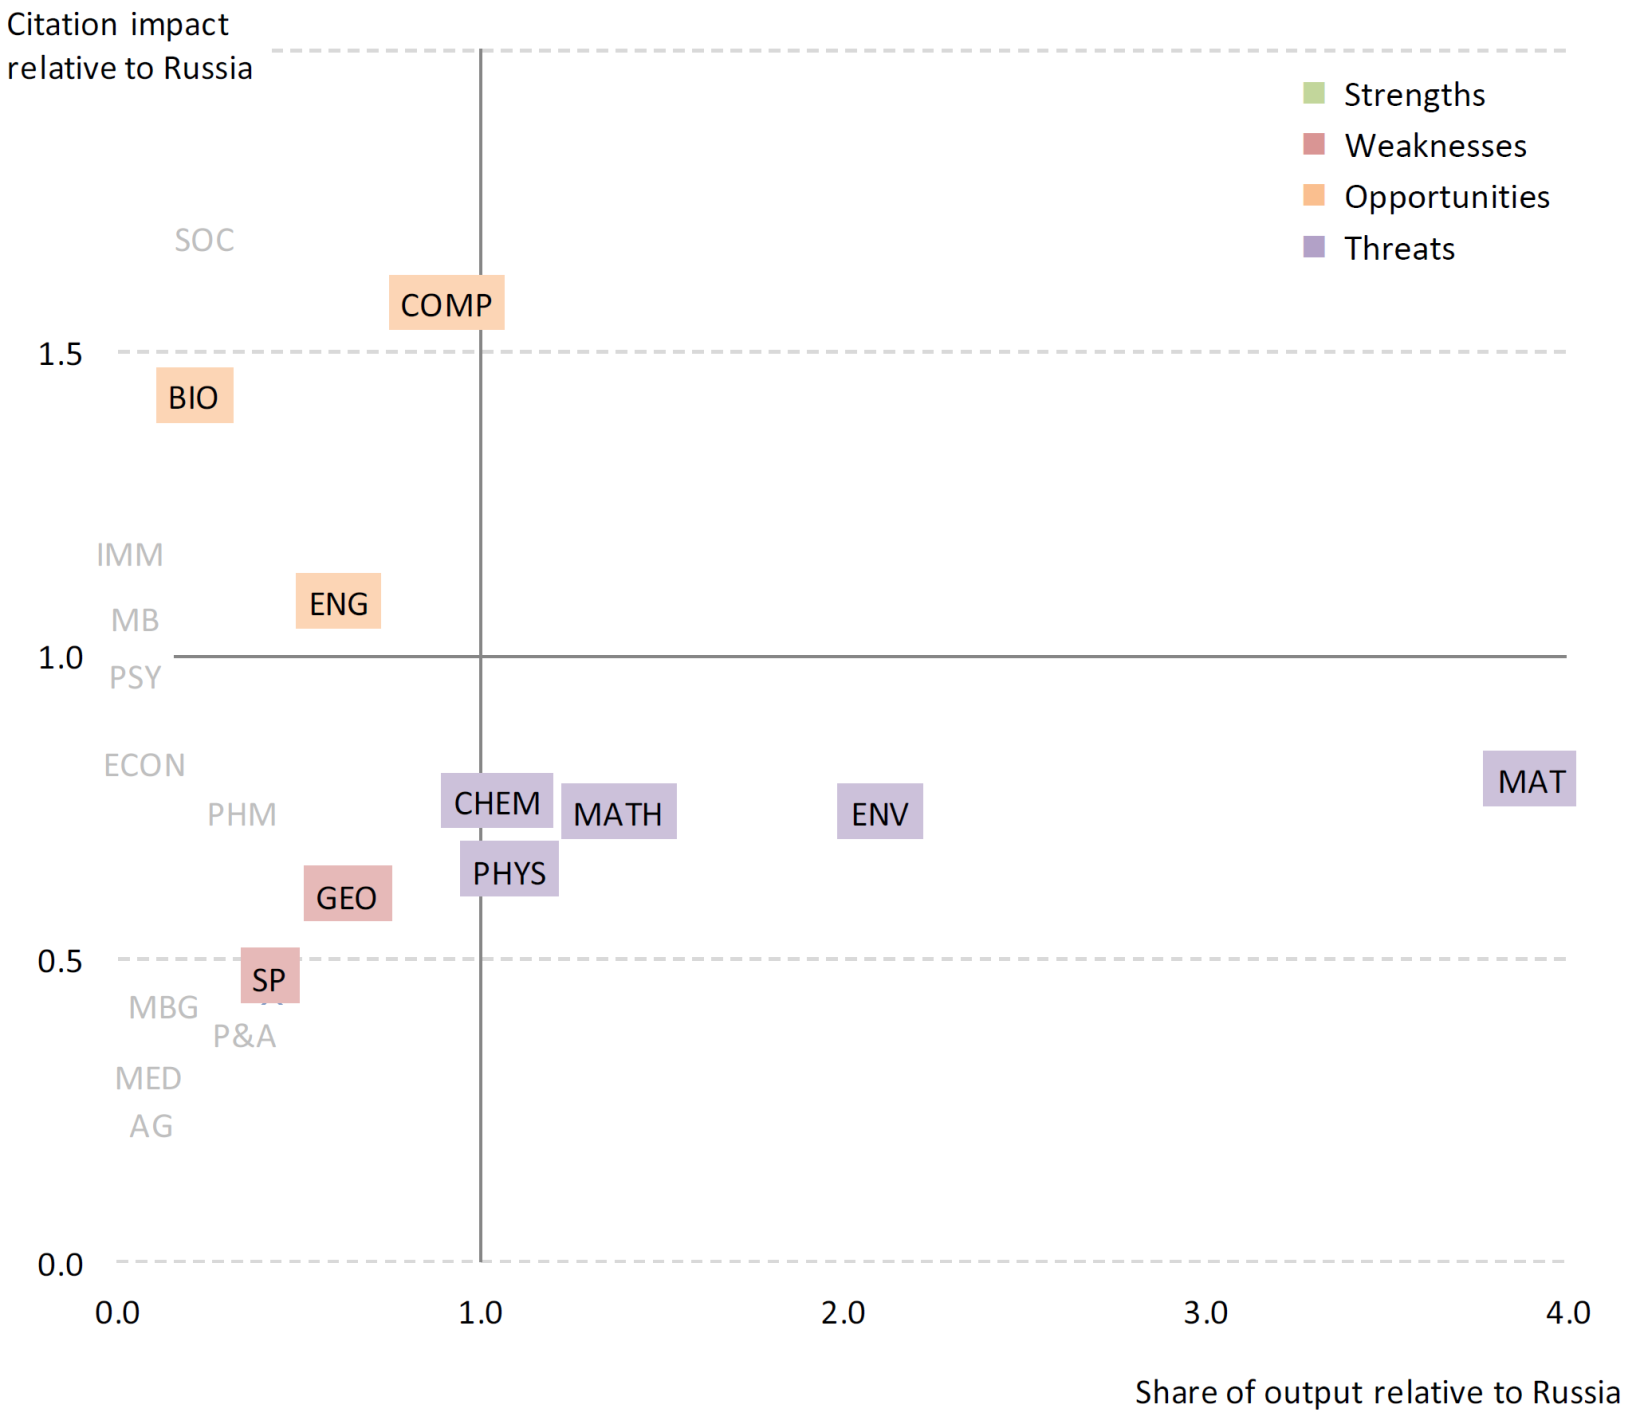 Citation impact
relative to Russia
Strengths
Weaknesses
Opportunities
Threats
SOC
COMP
1.5
BIO
IMM
ENG
MB
1.0
PSY
ECON
MAT
CHEM
MATH
ENV
PHM
PHYS
GEO
0.5
SP
MBG
P&A
MED
AG
0.0
0.0 1.0 2.0 3.0 4.0
Share of output relative to Russia